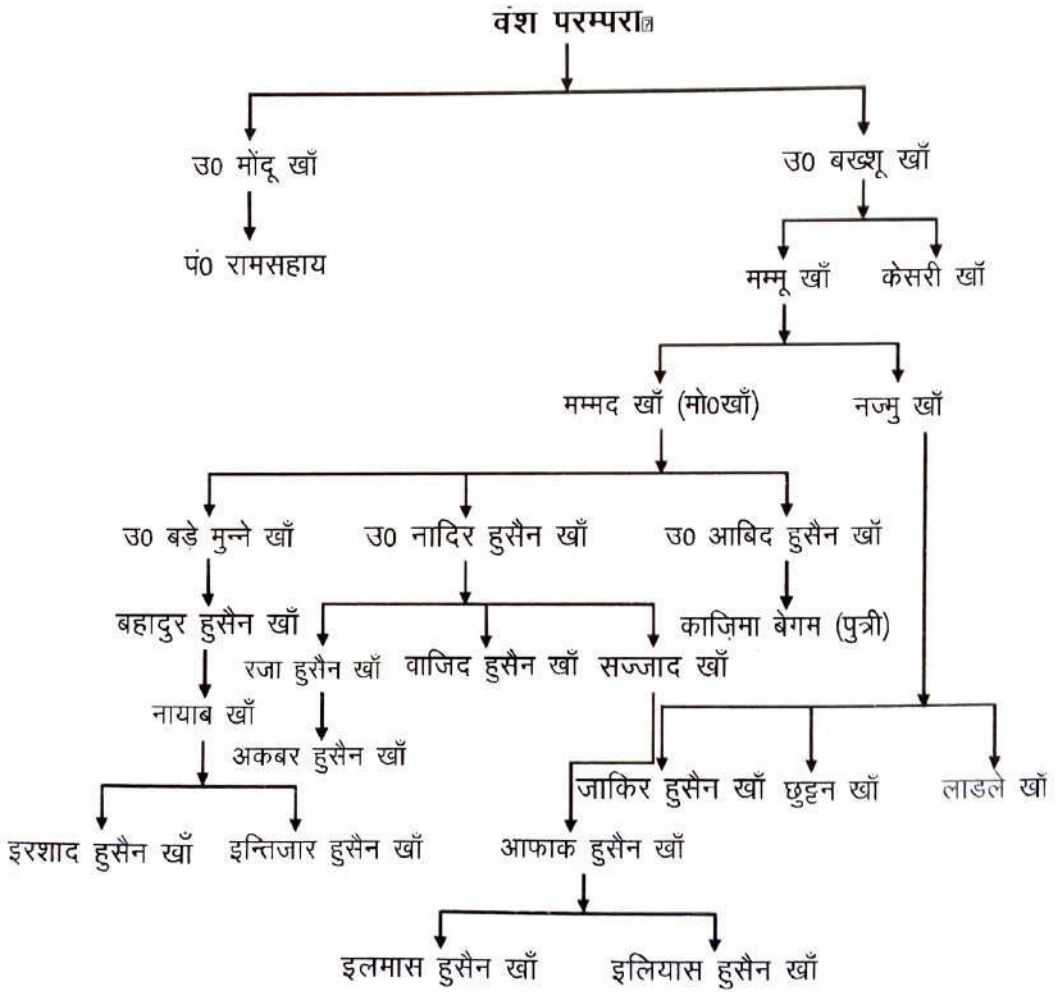 वंश परम्परा
उ0 मोंदू खाँ
उ0 बख्शू खाँ
पं0 रामसहाय
मम्मू खाँ
केसरी खॉ
मम्मद खाँ (मो0खाँ)
नज्मु खॉ
उ0 बड़े मुन्ने खाँ
उ0 नादिर हुसैन खाँ
उ0 आबिद हुसैन खॉ
बहादुर हुसैन खाँ
काज़िमा बेगम (पुत्री)
रजा हुसैन खाँ
वाजिद हुसैन खाँ
सज्जाद खाँ
नायाब खाँ
अकबर हुसैन खाँ
जाकिर हुसैन खाँ
छुट्टन खाँ
लाडले खॉ
इरशाद हुसैन खाँ
इन्तिजार हुसैन खाँ
आफाक हुसैन खाँ
इलमास हुसैन खाँ
इलियास हुसैन खाँ